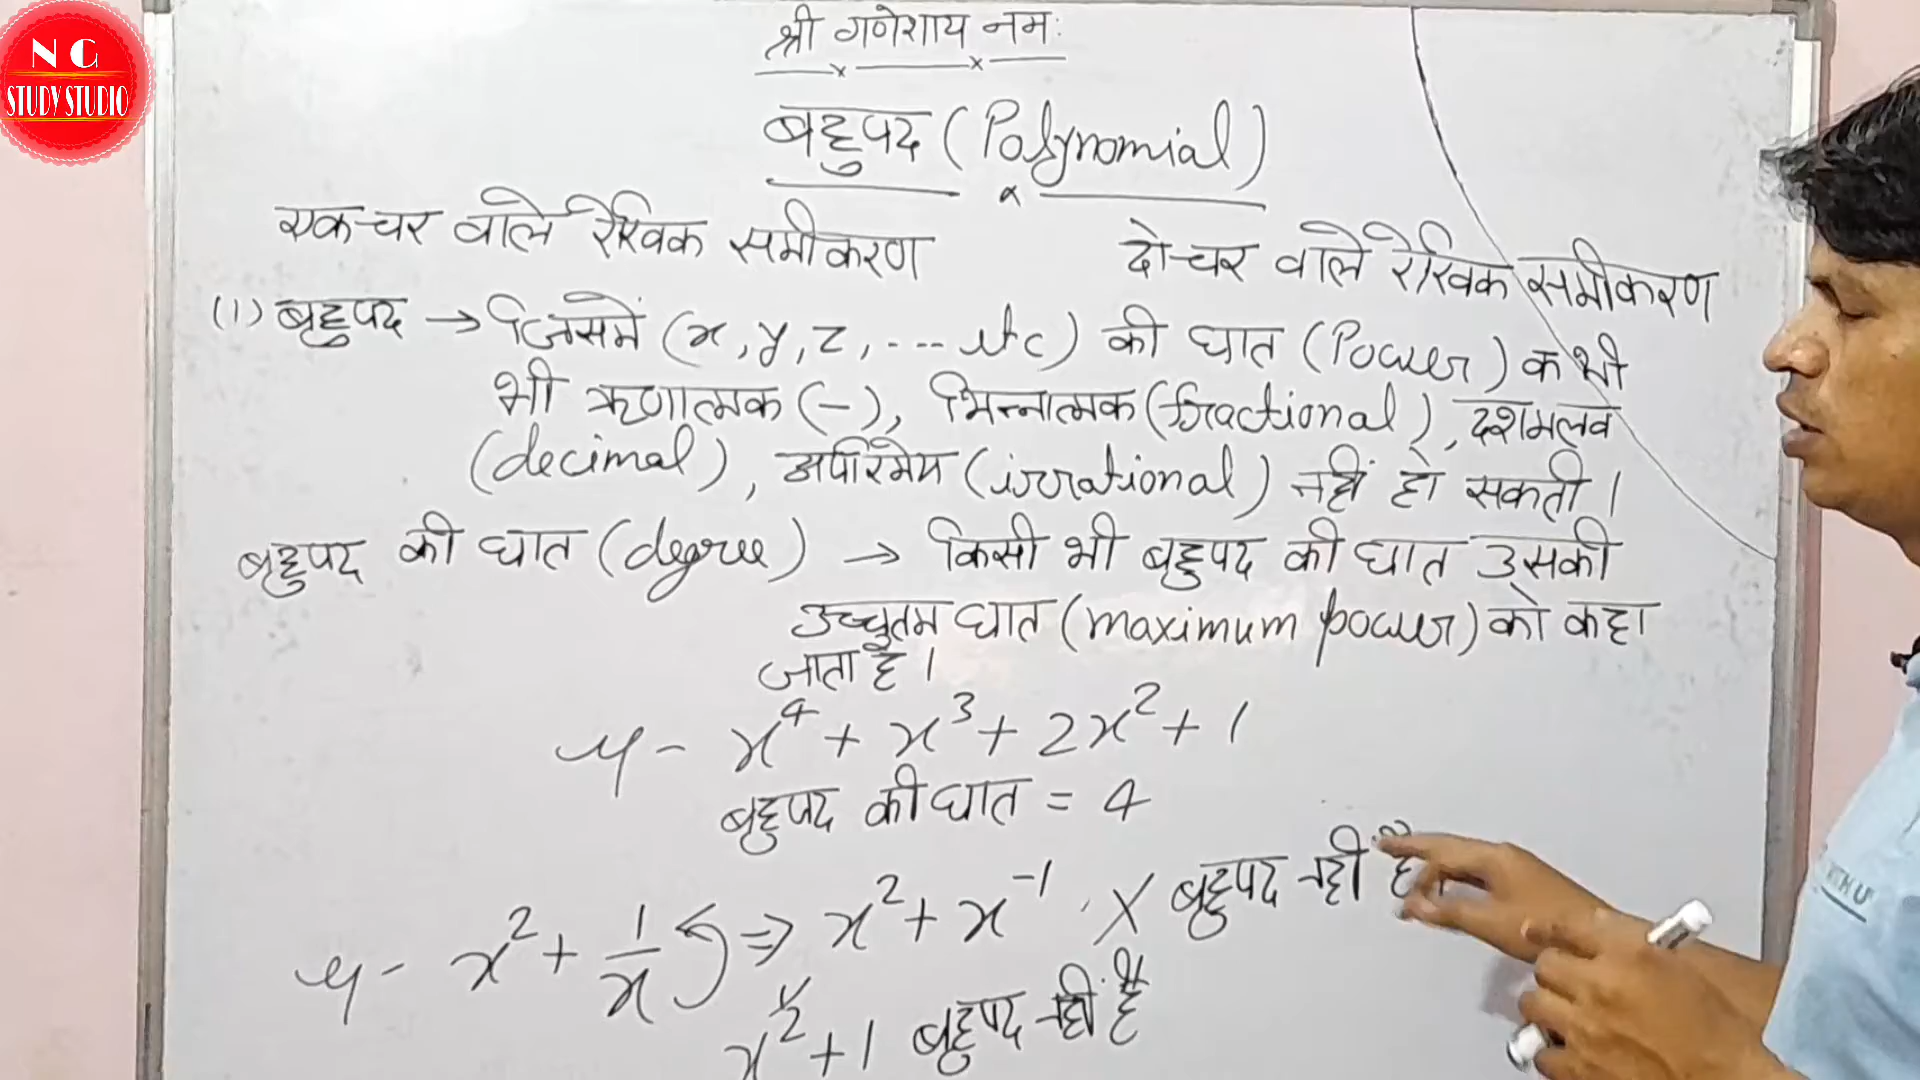 NG
STUDY STUDIO
श्री गणेशाय नमः
बहुपद (Polynomial)
एक चर वाले रैखिक समीकरण
दो चर वाले रैखिक समीकरण
(1) बहुपद → जिसमें (x, y, z, .... etc) की घात (Power) कभी
भी ऋणात्मक (-), भिन्नात्मक (fractional), दशमलव
(decimal), अपरिमेय (irrational) नहीं हो सकती।
बहुपद की घात (degree) → किसी भी बहुपद की घात उसकी
उच्चतम घात (maximum power) को कहा
जाता है।
x⁴ + x³ + 2x² + 1
बहुपद की घात = 4
x² + 1/x ⇒ x² + x⁻¹ X बहुपद नहीं है
x^1/2 + 1 बहुपद नहीं है